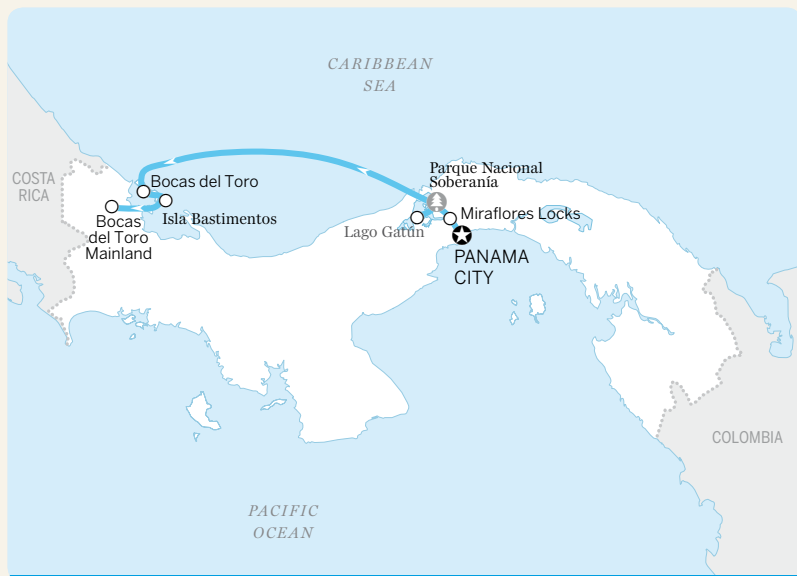 CARIBBEAN
SEA
Parque Nacional
Soberanía
COSTA
RICA
Bocas del Toro
Isla Bastimentos
Bocas
del Toro
Mainland
Miraflores Locks
Lago Gatún
PANAMA
CITY
COLOMBIA
PACIFIC
OCEAN